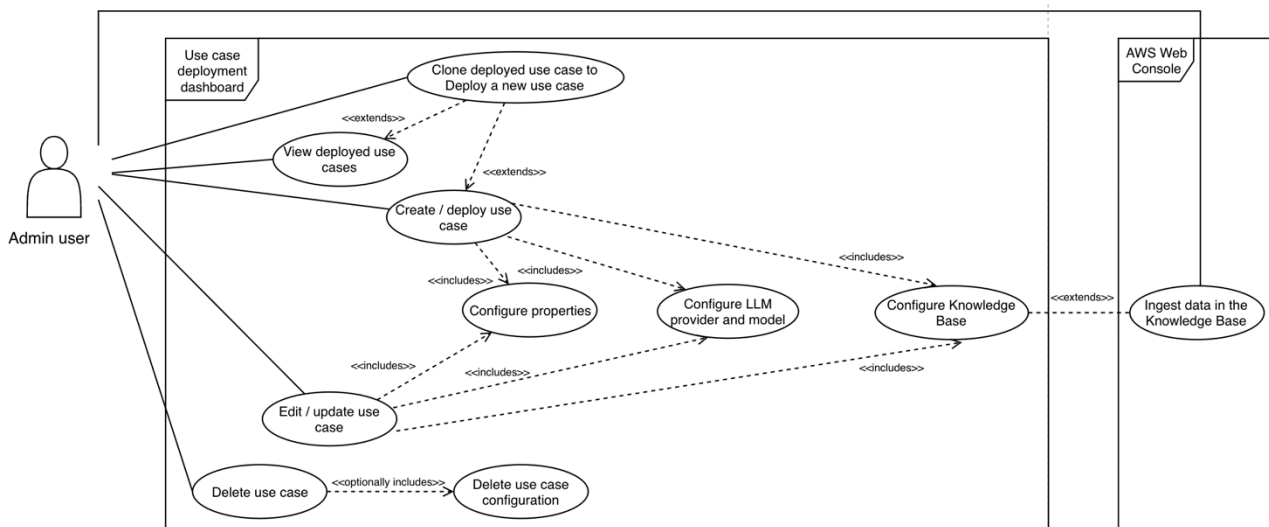 Use case
deployment
dashboard
Clone deployed use case to
Deploy a new use case
AWS Web
Console
<<extends>>
View deployed use
cases
<<extends>>
Admin user
Create / deploy use
case
<<includes>>
<<includes>>
<<includes>>
Configure properties
Configure LLM
provider and model
Configure Knowledge
Base
<<extends>>
Ingest data in the
Knowledge Base
<<includes>>
<<includes>>
<<includes>>
Edit / update use
case
Delete use case
<<optionally includes>>
Delete use case
configuration